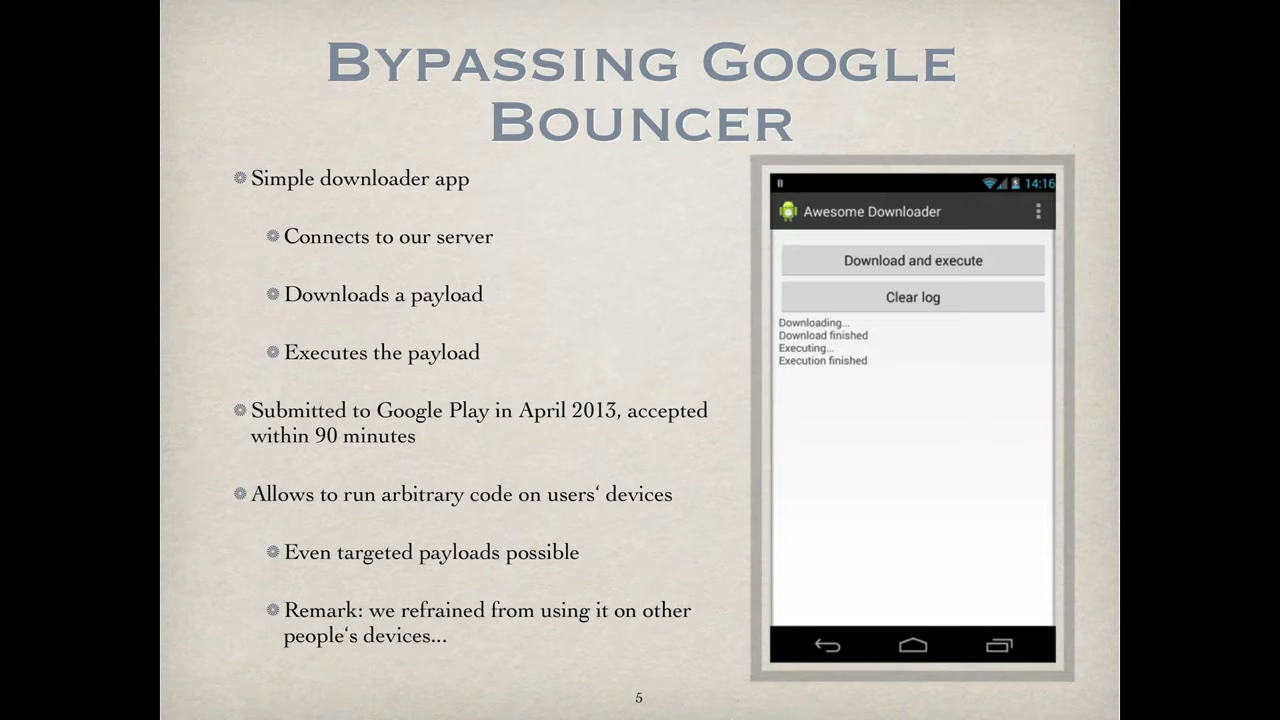 BYPASSING GOOGLE
BOUNCER
Simple downloader app
Connects to our server
Downloads a payload
Executes the payload
Submitted to Google Play in April 2013, accepted
within 90 minutes
Allows to run arbitrary code on users‘ devices
Even targeted payloads possible
Remark: we refrained from using it on other
people‘s devices...
14:16
Awesome Downloader
Download and execute
Clear log
Downloading...
Download finished
Executing...
Execution finished
5